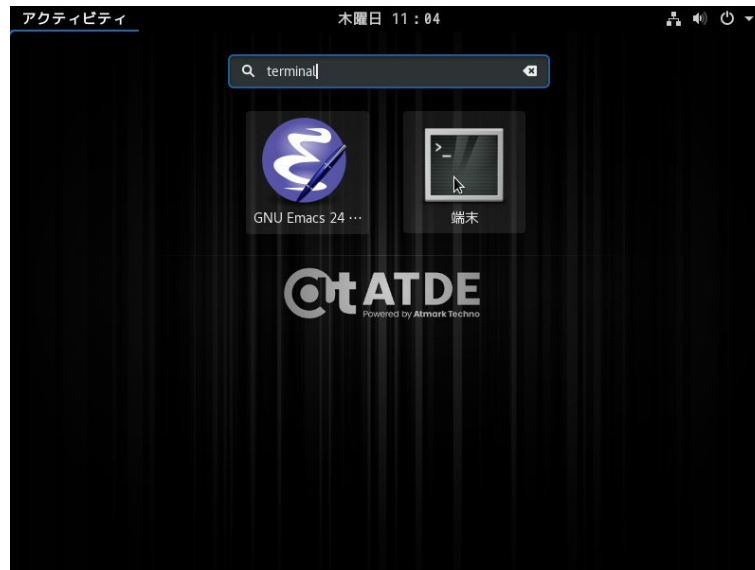 アクティビティ
木曜日 11:04
terminal
GNU Emacs 24 …
端末
ATDE
Powered by Atmark Techno